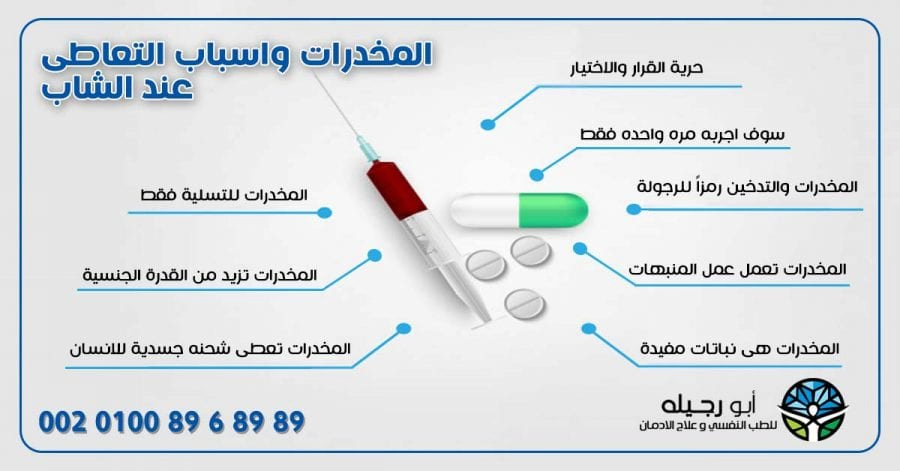 المخدرات واسباب التعاطى
عند الشاب
حرية القرار والاختيار
سوف اجربه مره واحده فقط
المخدرات والتدخين رمزاً للرجولة
المخدرات للتسلية فقط
المخدرات تعمل عمل المنبهات
المخدرات تزيد من القدرة الجنسية
المخدرات هى نباتات مفيدة
المخدرات تعطى شحنه جسدية للانسان
أبو رجيله
للطب النفسي و علاج الادمان
002 0100 89 6 89 89